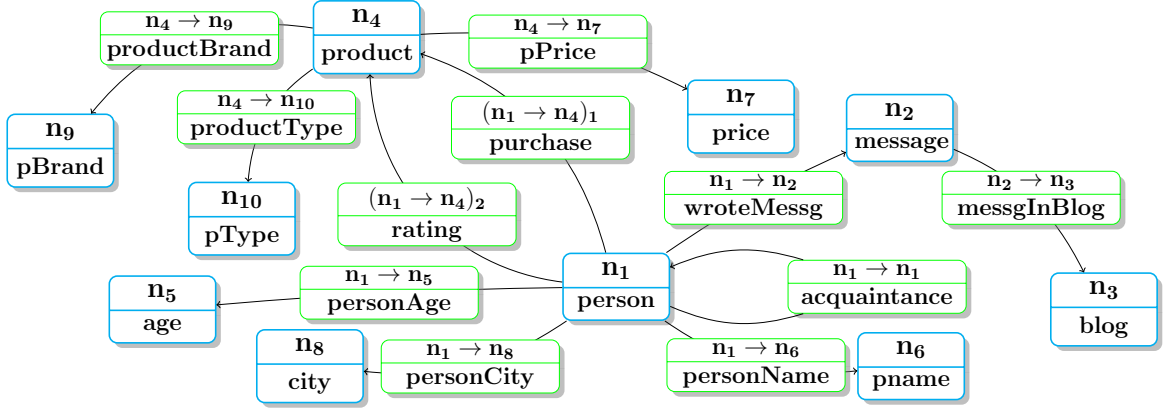 n₄ → n₉
productBrand
n₄
product
n₄ → n₇
pPrice
n₄ → n₁₀
productType
(n₁ → n₄)₁
purchase
n₇
price
n₂
message
n₉
pBrand
n₁₀
pType
(n₁ → n₄)₂
rating
n₁ → n₂
wroteMessg
n₂ → n₃
messgInBlog
n₁
person
n₁ → n₁
acquaintance
n₃
blog
n₅
age
n₁ → n₅
personAge
n₈
city
n₁ → n₈
personCity
n₁ → n₆
personName
n₆
pname